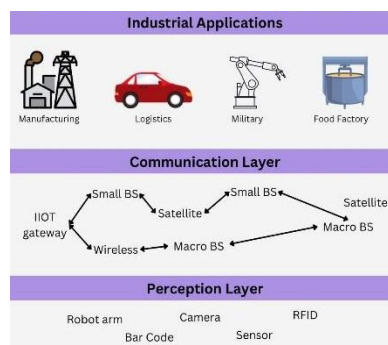 Industrial Applications
Manufacturing
Logistics
Military
Food Factory
Communication Layer
Small BS
Small BS
Satellite
Satellite
IIOT
gateway
Macro BS
Wireless
Macro BS
Perception Layer
Robot arm
Camera
RFID
Bar Code
Sensor